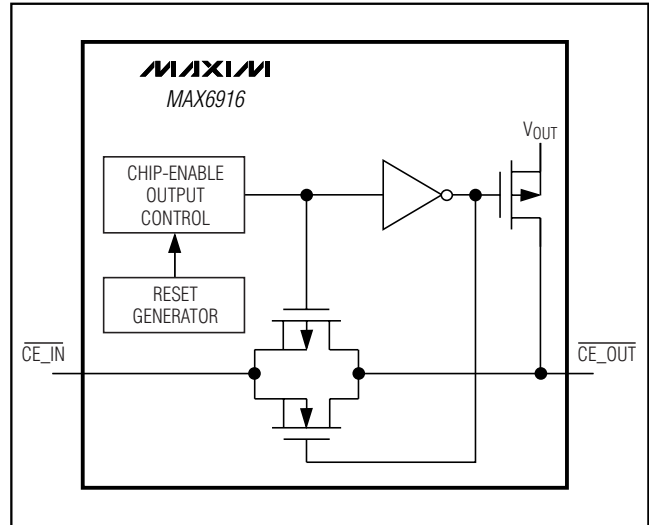 MAXIM
MAX6916
VOUT
CHIP-ENABLE
OUTPUT
CONTROL
RESET
GENERATOR
CE_IN
CE_OUT